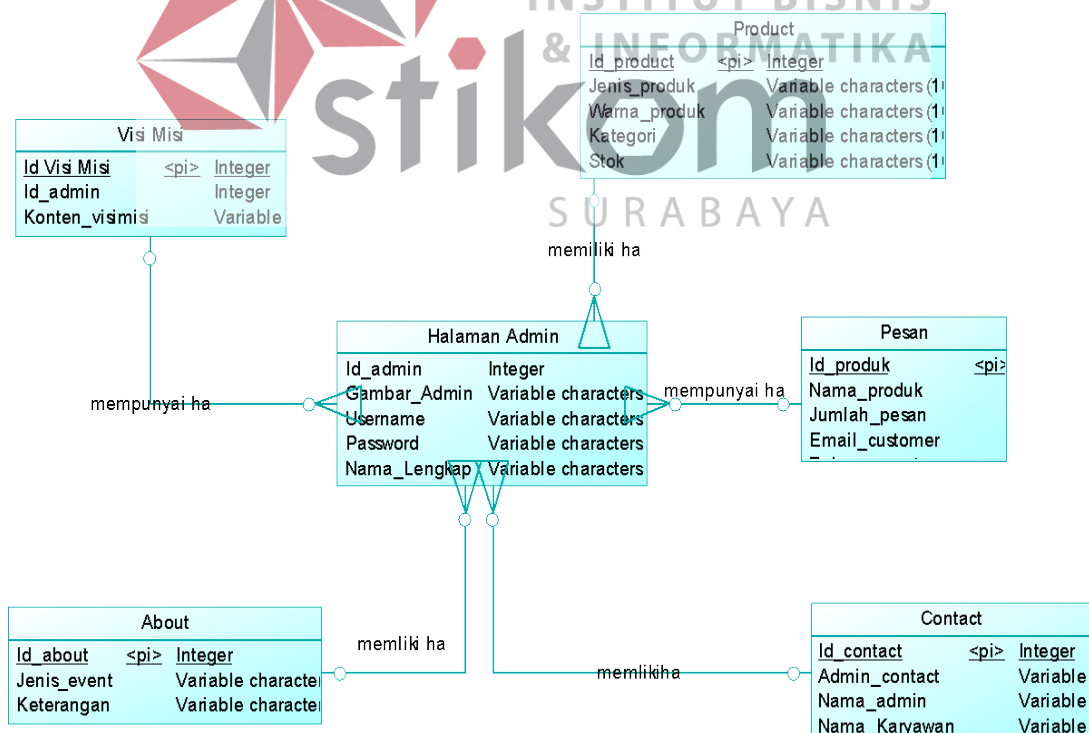 INSTITUT BISNIS
& INFORMATIKA
stikom
SURABAYA
Product
Id_product <pi> Integer
Jenis_produk Variable characters (1
Warna_produk Variable characters (1
Kategori Variable characters (1
Stok Variable characters (1
Visi Misi
Id Visi Misi <pi> Integer
Id_admin Integer
Konten_visimisi Variable
memiliki ha
Halaman Admin
Id_admin Integer
Gambar_Admin Variable characters
Username Variable characters
Password Variable characters
Nama_Lengkap Variable characters
mempunyai ha
mempunyai ha
Pesan
Id_produk <pi>
Nama_produk
Jumlah_pesan
Email_customer
About
Id_about <pi> Integer
Jenis_event Variable character
Keterangan Variable character
memliki ha
memlikiha
Contact
Id_contact <pi> Integer
Admin_contact Variable
Nama_admin Variable
Nama_Karyawan Variable